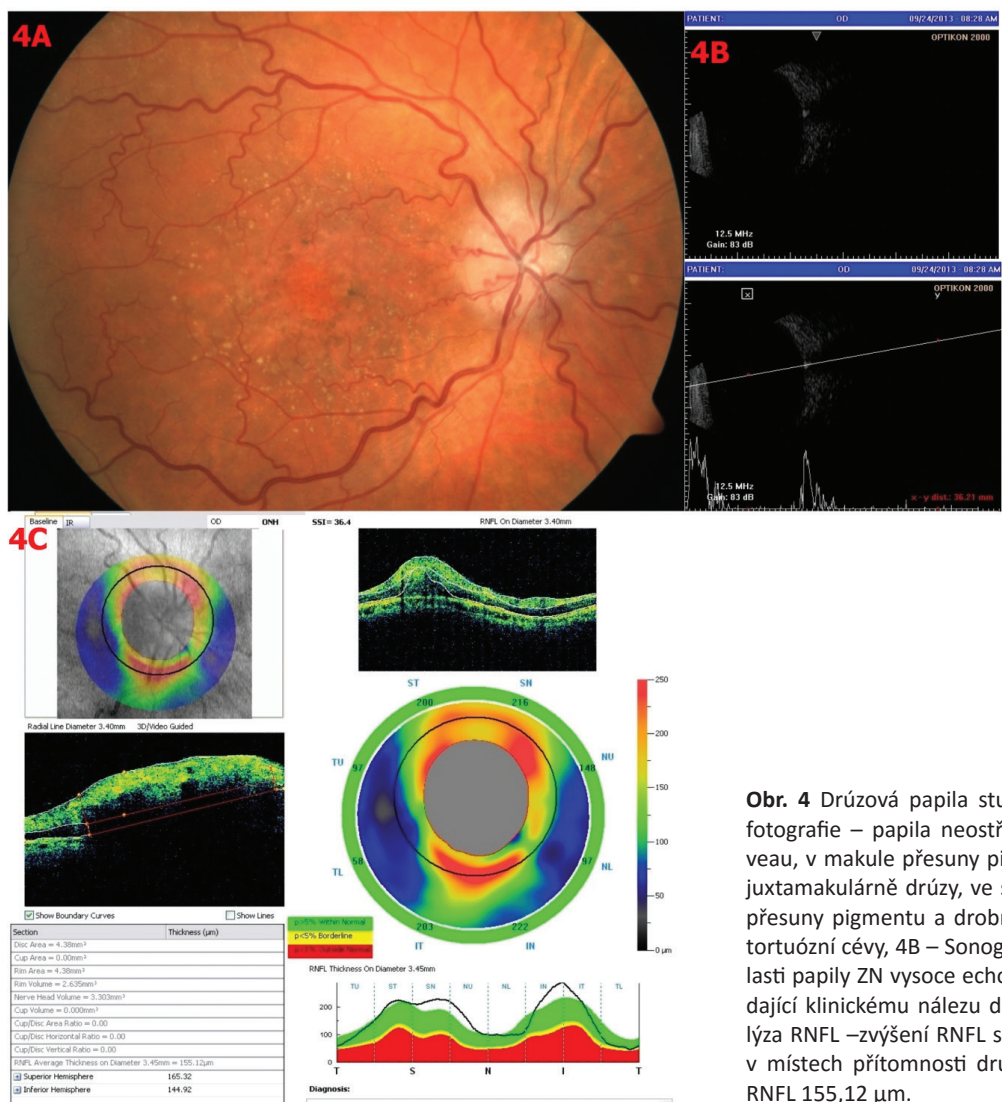 4A
PATIENT: OD 09/24/2013 - 08:28 AM
4B
OPTIKON 2000
12.5 MHz
Gain: 83 dB
PATIENT: OD 09/24/2013 - 08:28 AM
OPTIKON 2000
x
y
12.5 MHz
Gain: 83 dB
x - y dist.: 36.21 mm
4C
Baseline IR OD ONH
SSI= 36.4 RNFL On Diameter 3.40mm
Radial Line Diameter 3.40mm 3D/Video Guided
Show Boundary Curves Show Lines
Section Thickness (µm)
Disc Area = 4.38mm²
Cup Area = 0.00mm²
Rim Area = 4.38mm²
Rim Volume = 2.635mm³
Nerve Head Volume = 3.303mm³
Cup Volume = 0.000mm³
Cup/Disc Area Ratio = 0.00
Cup/Disc Horizontal Ratio = 0.00
Cup/Disc Vertical Ratio = 0.00
RNFL Average Thickness on Diameter 3.45mm = 155.12µm
Superior Hemisphere 165.32
Inferior Hemisphere 144.92
ST SN
200 216
TU 97 148 NU
TL 58 97 NL
203 222
IT IN
250
200
150
100
50
0 µm
p>5% Within Normal
p<5% Borderline
RNFL Thickness On Diameter 3.45mm
TU ST SN NU NL IN IT TL
200
100
0
T S N I T
Diagnosis:
Obr. 4 Drúzová papila stu
fotografie – papila neostř
veau, v makule přesuny pi
juxtamakulárně drúzy, ve s
přesuny pigmentu a drobn
tortuózní cévy, 4B – Sonog
lasti papily ZN vysoce echo
dající klinickému nálezu d
lýza RNFL –zvýšení RNFL s
v místech přítomnosti dru
RNFL 155,12 µm.